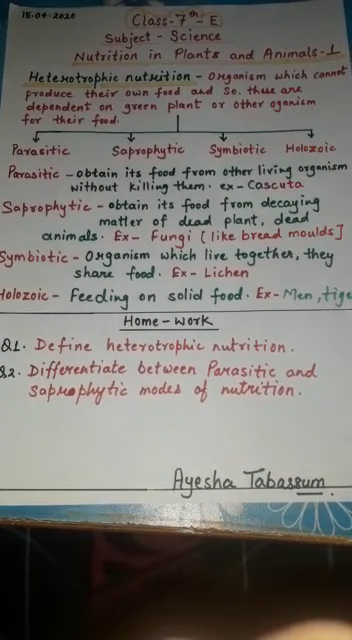 15.04.2020
Class-7th-E
Subject - Science
Nutrition in Plants and Animals-1
Heterotrophic nutrition - Organism which cannot
produce their own food and so. these are
dependent on green plant or other oganism
for their food.
Parasitic Saprophytic Symbiotic Holozoic
Parasitic - obtain its food from other living organism
without killing them. ex- Cascuta
Saprophytic - obtain its food from decaying
matter of dead plant, dead
animals. Ex- Fungi [like bread moulds]
Symbiotic - Organism which live together, they
share food. Ex - Lichen
Holozoic - Feeding on solid food. Ex- Men, tige
Home-Work
Q1. Define heterotrophic nutrition.
Q2. Differentiate between Parasitic and
saprophytic modes of nutrition.
Ayesha Tabassum.